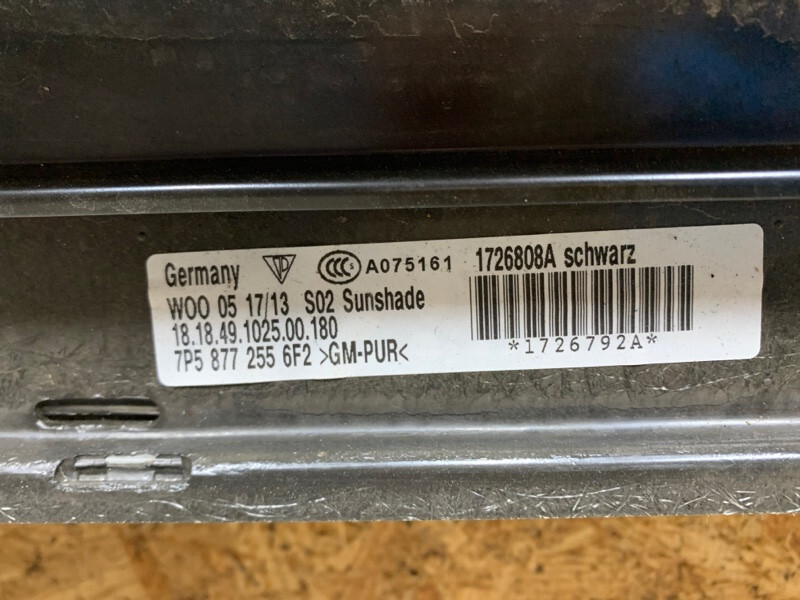 Germany CCC S A075161 1726808A schwarz
WOO 05 17/13 S02 Sunshade
18.18.49.1025.00.180
7P5 877 255 6F2 >GM-PUR<
*1726792A*